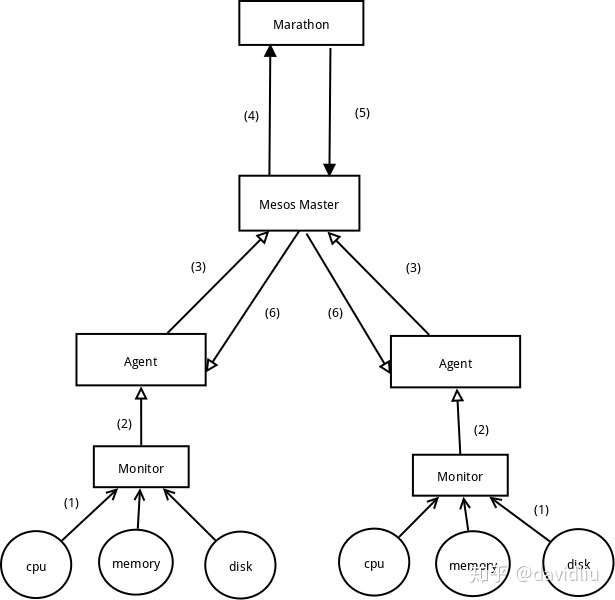 Marathon
(4)
(5)
Mesos Master
(3)
(3)
(6)
(6)
Agent
Agent
(2)
(2)
Monitor
Monitor
(1)
(1)
cpu
memory
disk
cpu
memory
disk
知乎 @davidliu